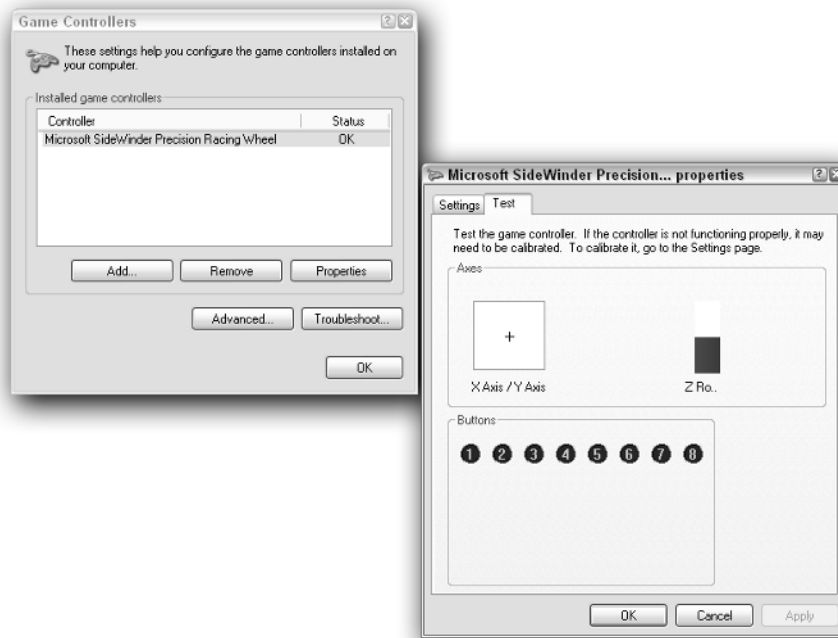 Game Controllers
These settings help you configure the game controllers installed on
your computer.
Installed game controllers
Controller Status
Microsoft SideWinder Precision Racing Wheel OK
Add... Remove Properties
Advanced... Troubleshoot...
OK
Microsoft SideWinder Precision... properties
Settings Test
Test the game controller. If the controller is not functioning properly, it may
need to be calibrated. To calibrate it, go to the Settings page.
Axes
X Axis / Y Axis Z Ro..
Buttons
1 2 3 4 5 6 7 8
OK Cancel Apply